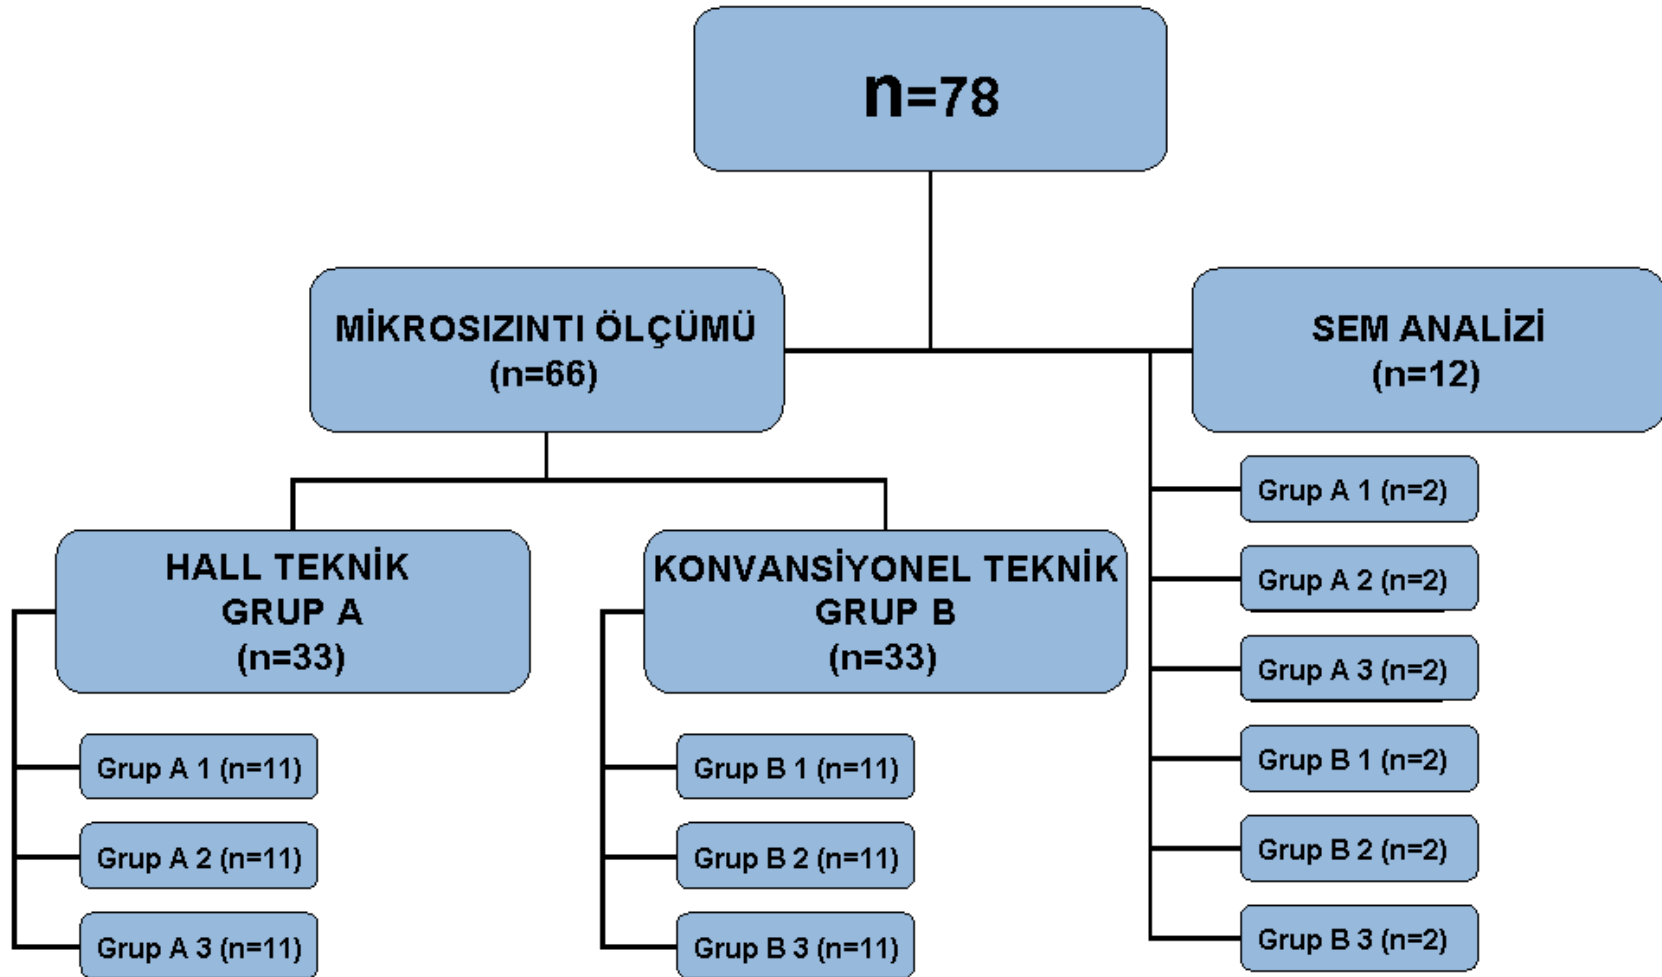 n=78
MİKROSIZINTI ÖLÇÜMÜ
(n=66)
SEM ANALİZİ
(n=12)
HALL TEKNİK
GRUP A
(n=33)
KONVANSİYONEL TEKNİK
GRUP B
(n=33)
Grup A 1 (n=11)
Grup A 2 (n=11)
Grup A 3 (n=11)
Grup B 1 (n=11)
Grup B 2 (n=11)
Grup B 3 (n=11)
Grup A 1 (n=2)
Grup A 2 (n=2)
Grup A 3 (n=2)
Grup B 1 (n=2)
Grup B 2 (n=2)
Grup B 3 (n=2)